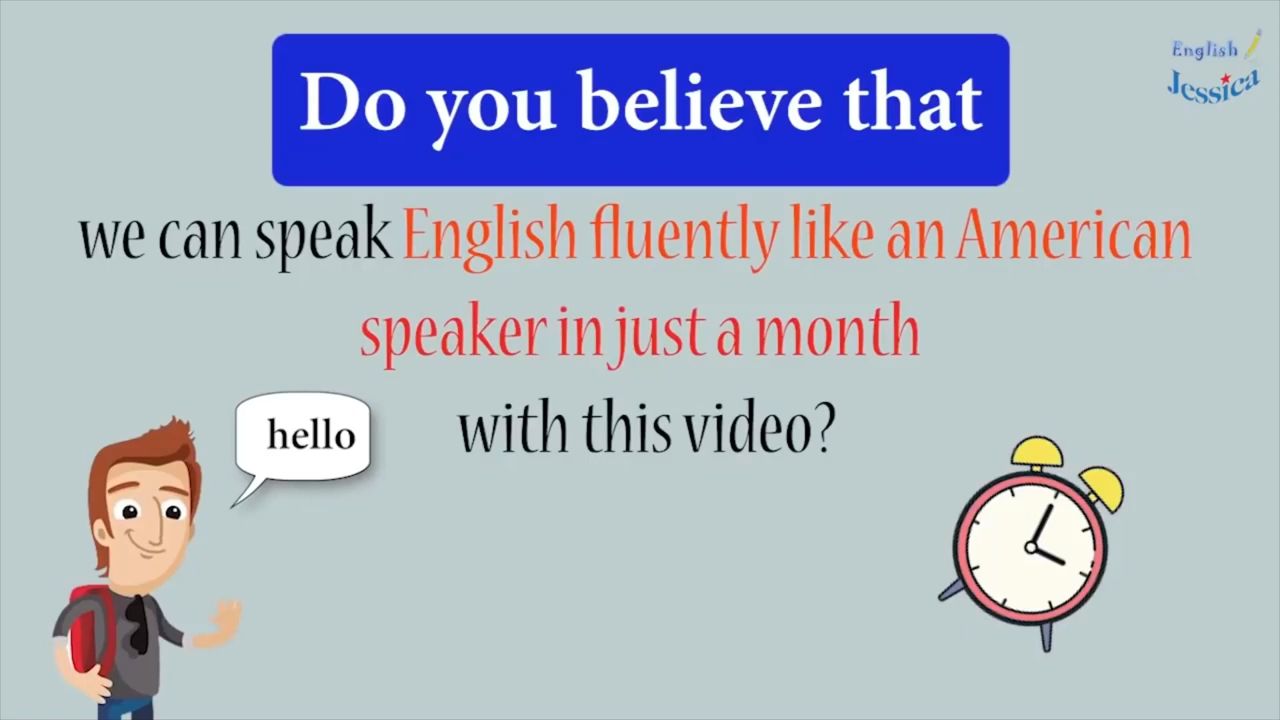 English
Jessica
Do you believe that
we can speak English fluently like an American
speaker in just a month
with this video?
hello